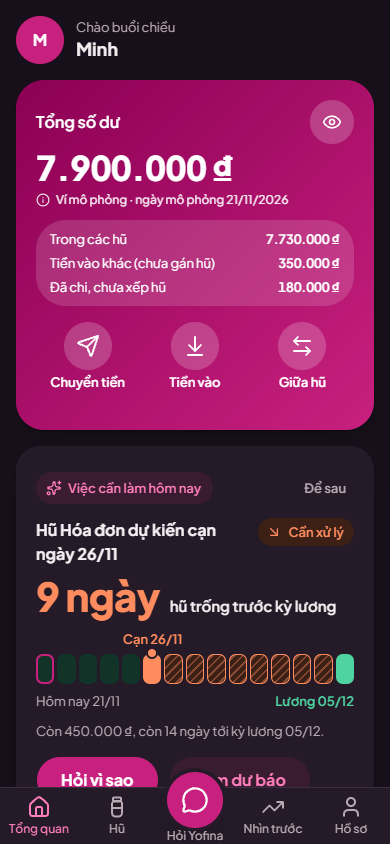 M
Chào buổi chiều
Minh
Tổng số dư
7.900.000 ₫
Ví mô phỏng · ngày mô phỏng 21/11/2026
Trong các hũ 7.730.000 ₫
Tiền vào khác (chưa gán hũ) 350.000 ₫
Đã chi, chưa xếp hũ 180.000 ₫
Chuyển tiền Tiền vào Giữa hũ
Việc cần làm hôm nay Để sau
Hũ Hóa đơn dự kiến cạn
ngày 26/11
Cần xử lý
9 ngày hũ trống trước kỳ lương
Cạn 26/11
Hôm nay 21/11 Lương 05/12
Còn 450.000 ₫, còn 14 ngày tới kỳ lương 05/12.
Hỏi vì sao dự báo
Tổng quan Hũ Hỏi Yofina Nhìn trước Hồ sơ